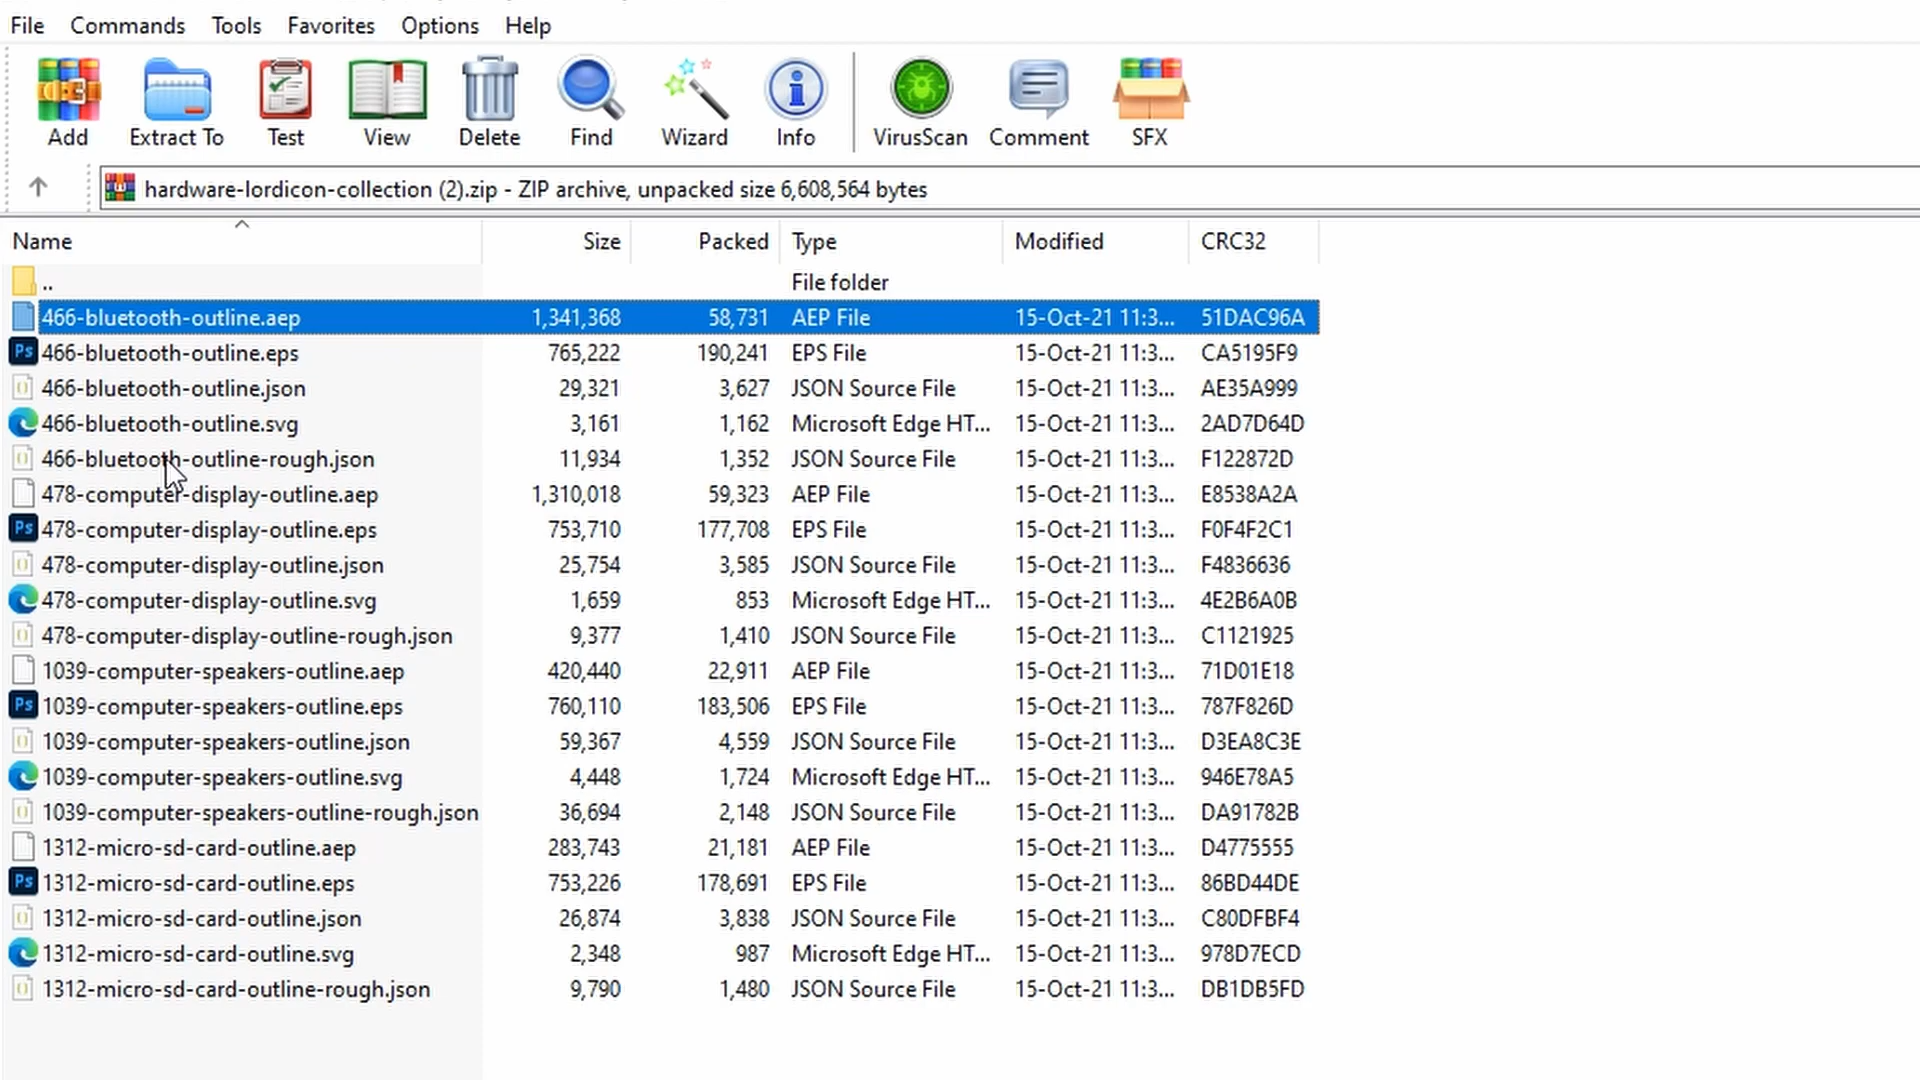 File Commands Tools Favorites Options Help
Add Extract To Test View Delete Find Wizard Info VirusScan Comment SFX
hardware-lordicon-collection (2).zip - ZIP archive, unpacked size 6,608,564 bytes
Name Size Packed Type Modified CRC32
.. File folder
466-bluetooth-outline.aep 1,341,368 58,731 AEP File 15-Oct-21 11:3... 51DAC96A
Ps 466-bluetooth-outline.eps 765,222 190,241 EPS File 15-Oct-21 11:3... CA5195F9
466-bluetooth-outline.json 29,321 3,627 JSON Source File 15-Oct-21 11:3... AE35A999
466-bluetooth-outline.svg 3,161 1,162 Microsoft Edge HT... 15-Oct-21 11:3... 2AD7D64D
466-bluetooth-outline-rough.json 11,934 1,352 JSON Source File 15-Oct-21 11:3... F122872D
478-computer-display-outline.aep 1,310,018 59,323 AEP File 15-Oct-21 11:3... E8538A2A
Ps 478-computer-display-outline.eps 753,710 177,708 EPS File 15-Oct-21 11:3... F0F4F2C1
478-computer-display-outline.json 25,754 3,585 JSON Source File 15-Oct-21 11:3... F4836636
478-computer-display-outline.svg 1,659 853 Microsoft Edge HT... 15-Oct-21 11:3... 4E2B6A0B
478-computer-display-outline-rough.json 9,377 1,410 JSON Source File 15-Oct-21 11:3... C1121925
1039-computer-speakers-outline.aep 420,440 22,911 AEP File 15-Oct-21 11:3... 71D01E18
Ps 1039-computer-speakers-outline.eps 760,110 183,506 EPS File 15-Oct-21 11:3... 787F826D
1039-computer-speakers-outline.json 59,367 4,559 JSON Source File 15-Oct-21 11:3... D3EA8C3E
1039-computer-speakers-outline.svg 4,448 1,724 Microsoft Edge HT... 15-Oct-21 11:3... 946E78A5
1039-computer-speakers-outline-rough.json 36,694 2,148 JSON Source File 15-Oct-21 11:3... DA91782B
1312-micro-sd-card-outline.aep 283,743 21,181 AEP File 15-Oct-21 11:3... D4775555
Ps 1312-micro-sd-card-outline.eps 753,226 178,691 EPS File 15-Oct-21 11:3... 86BD44DE
1312-micro-sd-card-outline.json 26,874 3,838 JSON Source File 15-Oct-21 11:3... C80DFBF4
1312-micro-sd-card-outline.svg 2,348 987 Microsoft Edge HT... 15-Oct-21 11:3... 978D7ECD
1312-micro-sd-card-outline-rough.json 9,790 1,480 JSON Source File 15-Oct-21 11:3... DB1DB5FD